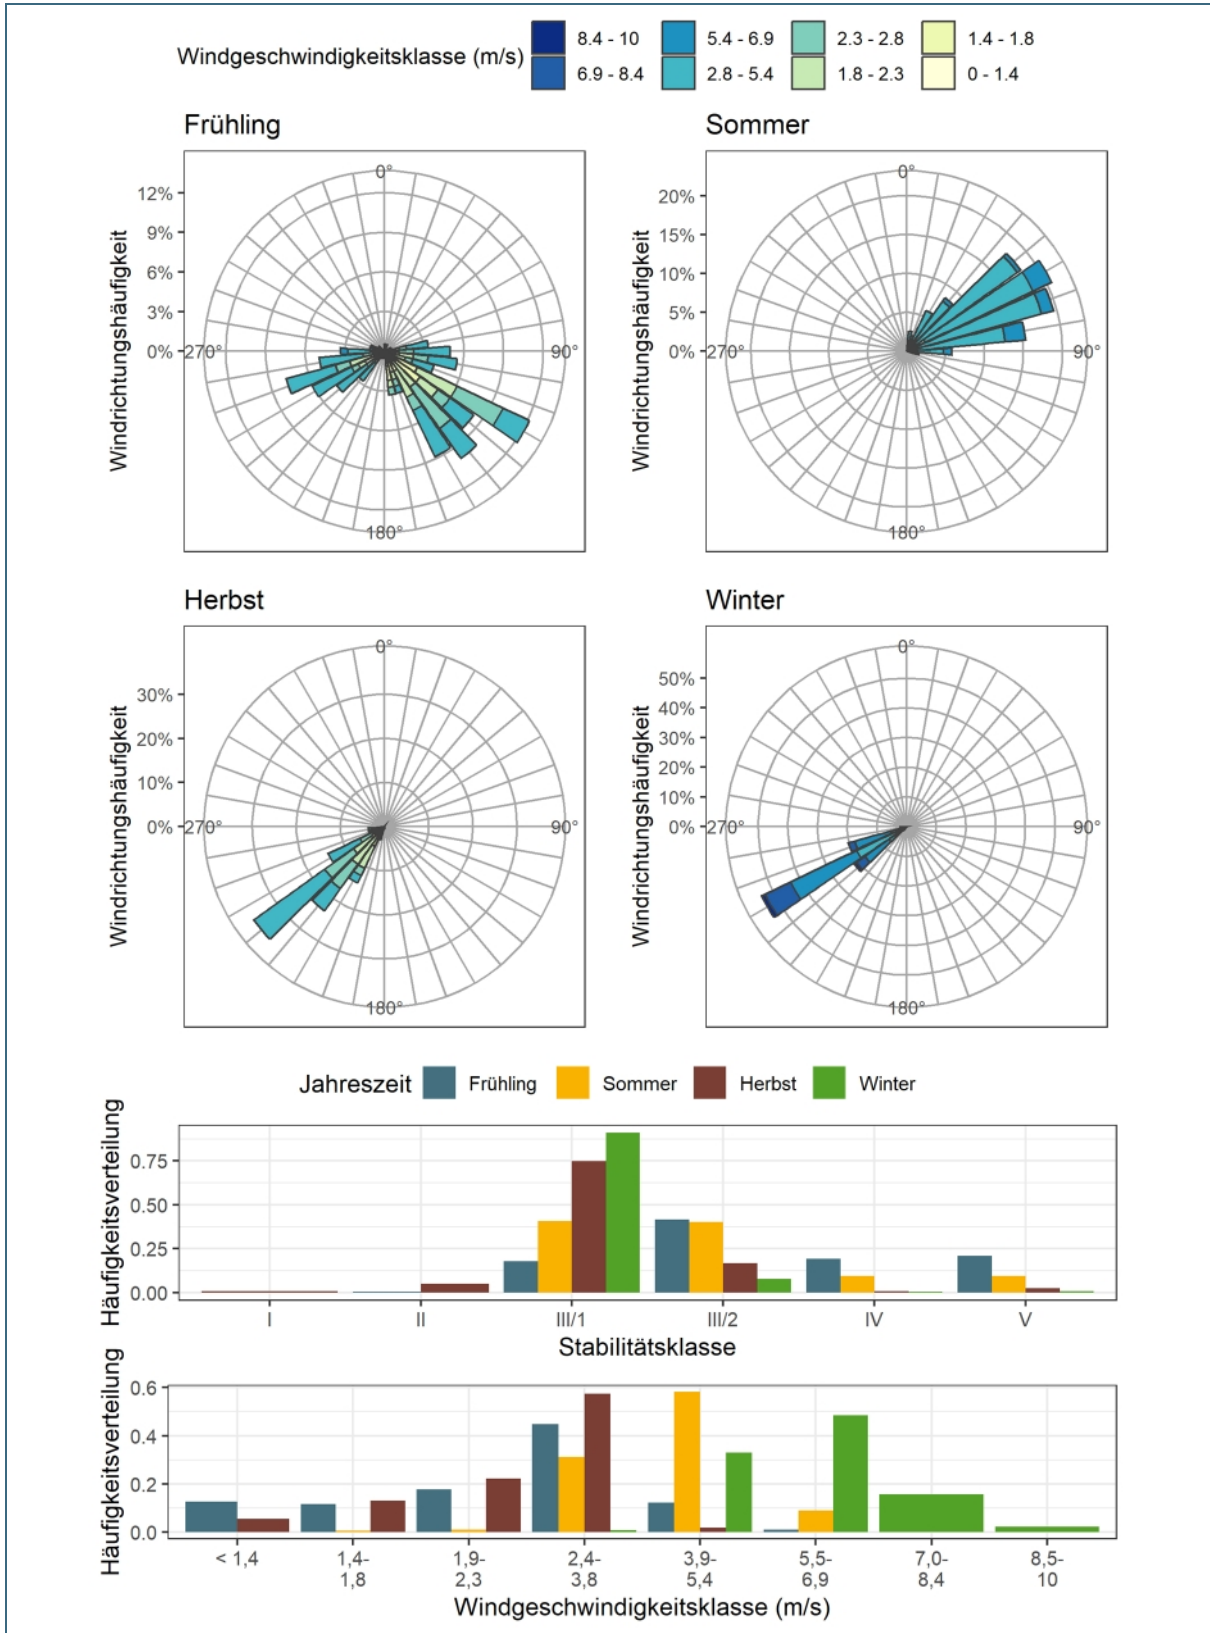 Windgeschwindigkeitsklasse (m/s)
8.4 - 10
5.4 - 6.9
2.3 - 2.8
1.4 - 1.8
6.9 - 8.4
2.8 - 5.4
1.8 - 2.3
0 - 1.4
Frühling
Windrichtungshäufigkeit
12%
9%
6%
3%
0%
0°
270°
90°
180°
Sommer
Windrichtungshäufigkeit
20%
15%
10%
5%
0%
0°
270°
90°
180°
Herbst
Windrichtungshäufigkeit
30%
20%
10%
0%
0°
270°
90°
180°
Winter
Windrichtungshäufigkeit
50%
40%
30%
20%
10%
0%
0°
270°
90°
180°
Jahreszeit
Frühling
Sommer
Herbst
Winter
Häufigkeitsverteilung
0.75
0.50
0.25
0.00
I
II
III/1
III/2
IV
V
Stabilitätsklasse
Häufigkeitsverteilung
0.6
0.4
0.2
0.0
< 1,4
1,4-
1,8
1,9-
2,3
2,4-
3,8
3,9-
5,4
5,5-
6,9
7,0-
8,4
8,5-
10
Windgeschwindigkeitsklasse (m/s)